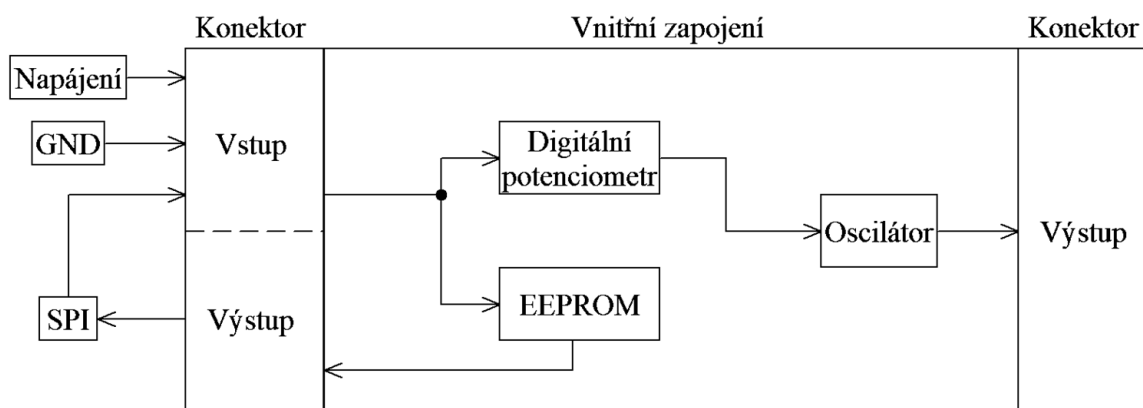 Konektor
Vnitřní zapojení
Konektor
Napájení
GND
Vstup
Digitální
potenciometr
Oscilátor
Výstup
SPI
Výstup
EEPROM